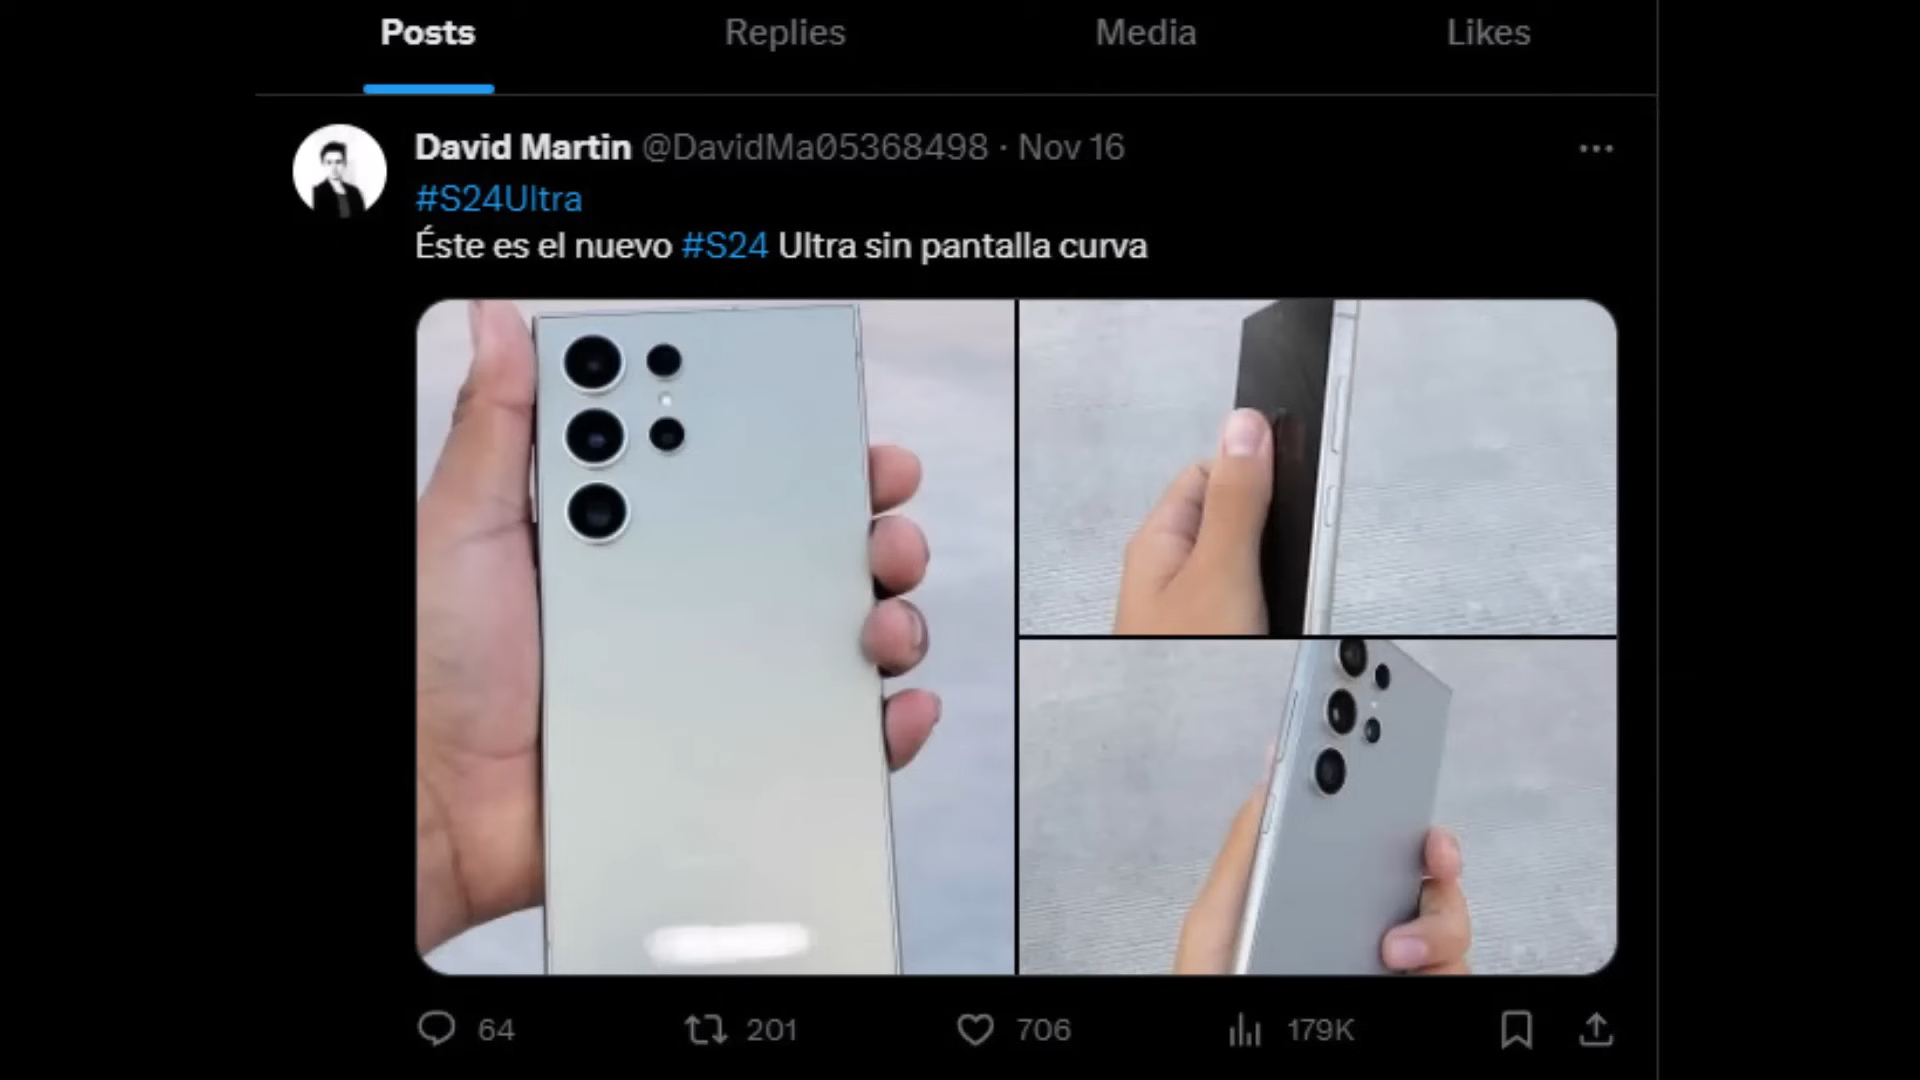 Posts
Replies
Media
Likes
David Martin @DavidMa05368498 · Nov 16
#S24Ultra
Éste es el nuevo #S24 Ultra sin pantalla curva
64
201
706
179K